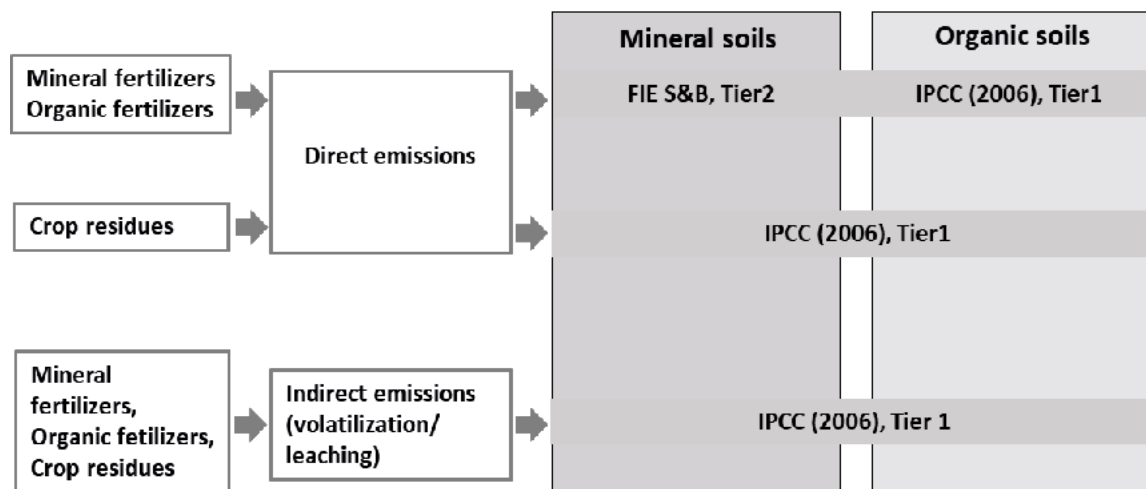 Mineral soils
Organic soils
Mineral fertilizers
Organic fertilizers
Direct emissions
FIE S&B, Tier2
IPCC (2006), Tier1
Crop residues
IPCC (2006), Tier1
Mineral
fertilizers,
Organic fetilizers,
Crop residues
Indirect emissions
(volatilization/
leaching)
IPCC (2006), Tier 1